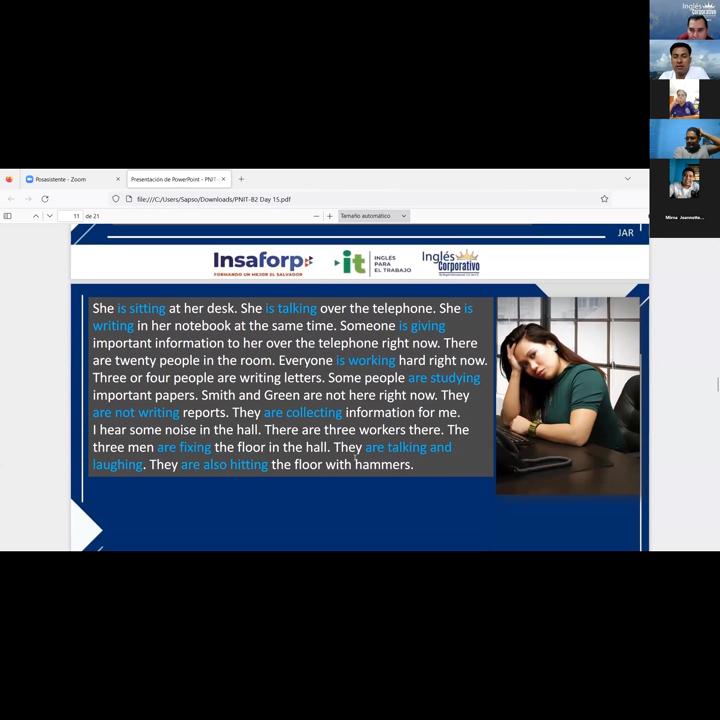 Inglés
Corporativo
Posasistente - Zoom
Presentación de PowerPoint - PNIT-
file:///C:/Users/Sapso/Downloads/PNIT-B2 Day 15.pdf
11 de 21
Tamaño automático
Mirna Jeannette...
JAR
Insaforp
FORMANDO UN MEJOR EL SALVADOR
it
INGLÉS
PARA
EL TRABAJO
Inglés
Corporativo
She is sitting at her desk. She is talking over the telephone. She is
writing in her notebook at the same time. Someone is giving
important information to her over the telephone right now. There
are twenty people in the room. Everyone is working hard right now.
Three or four people are writing letters. Some people are studying
important papers. Smith and Green are not here right now. They
are not writing reports. They are collecting information for me.
I hear some noise in the hall. There are three workers there. The
three men are fixing the floor in the hall. They are talking and
laughing. They are also hitting the floor with hammers.